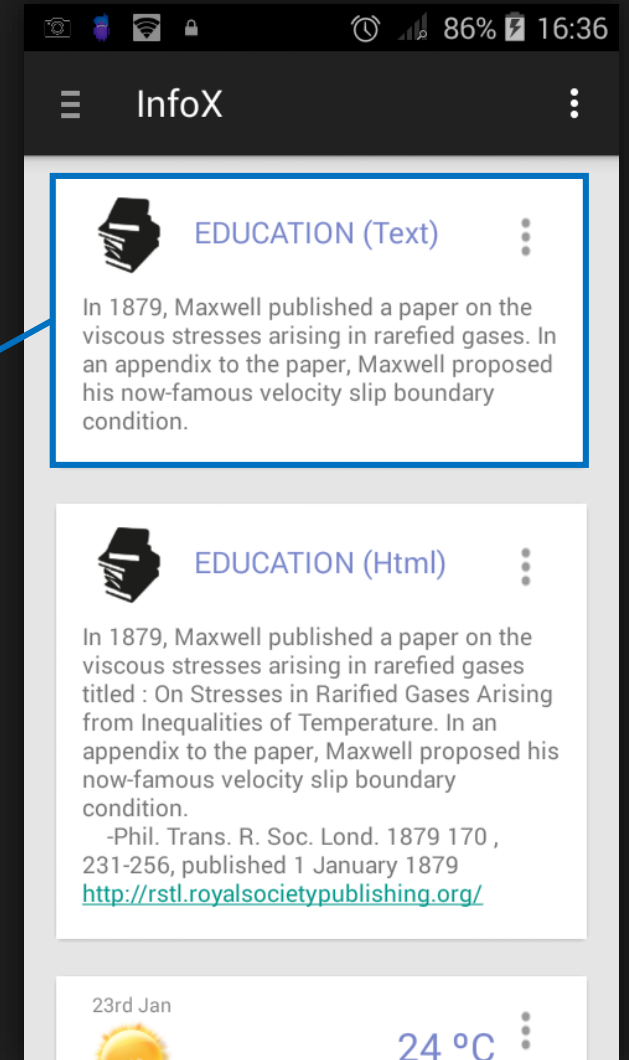 86% 16:36
InfoX
EDUCATION (Text)
In 1879, Maxwell published a paper on the
viscous stresses arising in rarefied gases. In
an appendix to the paper, Maxwell proposed
his now-famous velocity slip boundary
condition.
EDUCATION (Html)
In 1879, Maxwell published a paper on the
viscous stresses arising in rarefied gases
titled : On Stresses in Rarified Gases Arising
from Inequalities of Temperature. In an
appendix to the paper, Maxwell proposed his
now-famous velocity slip boundary
condition.
-Phil. Trans. R. Soc. Lond. 1879 170 ,
231-256, published 1 January 1879
http://rstl.royalsocietypublishing.org/
23rd Jan
24 ºC